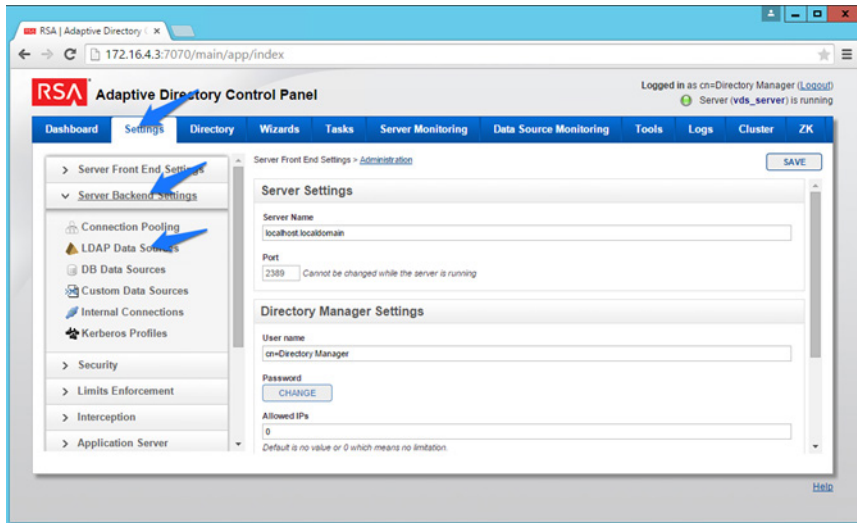 RSA | Adaptive Directory C
172.16.4.3:7070/main/app/index
RSA Adaptive Directory Control Panel
Logged in as cn=Directory Manager (Logout)
Server (vds_server) is running
Dashboard Settings Directory Wizards Tasks Server Monitoring Data Source Monitoring Tools Logs Cluster ZK
Server Front End Settings
Server Backend Settings
Connection Pooling
LDAP Data Sources
DB Data Sources
Custom Data Sources
Internal Connections
Kerberos Profiles
Security
Limits Enforcement
Interception
Application Server
Server Front End Settings > Administration
SAVE
Server Settings
Server Name
localhost.localdomain
Port
2389 Cannot be changed while the server is running
Directory Manager Settings
User name
cn=Directory Manager
Password
CHANGE
Allowed IPs
0
Default is no value or 0 which means no limitation.
Help